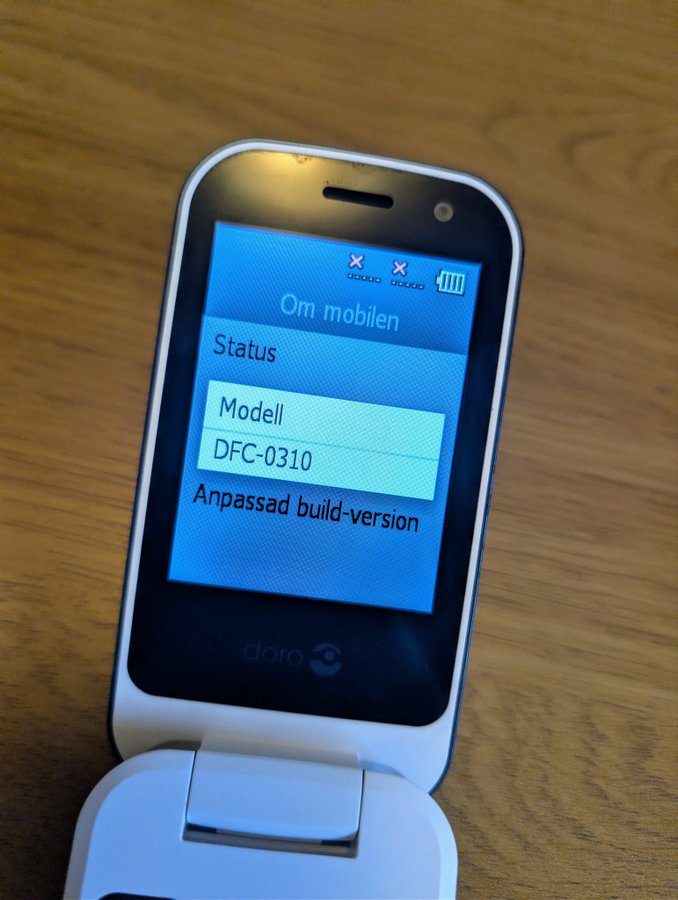 Om mobilen
Status
Modell
DFC-0310
Anpassad build-version
doro